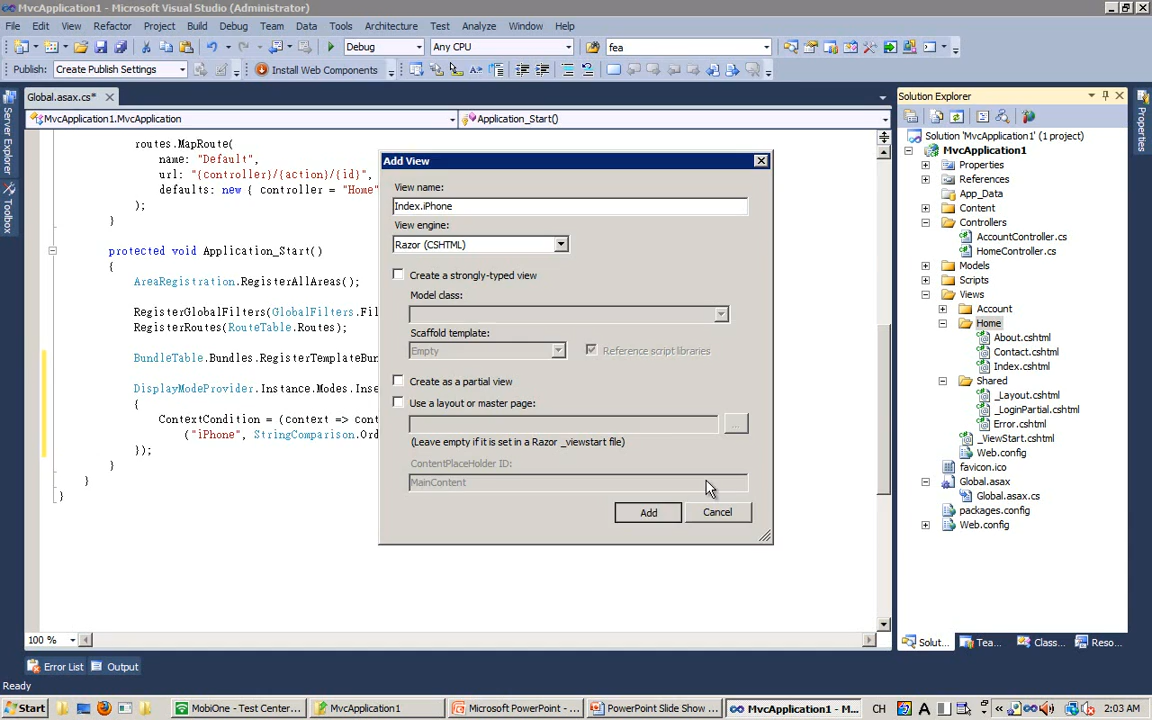 MvcApplication1 - Microsoft Visual Studio (Administrator)
File Edit View Refactor Project Build Debug Team Data Tools Architecture Test Analyze Window Help
Debug Any CPU fea
Publish: Create Publish Settings Install Web Components
Global.asax.cs*
MvcApplication1.MvcApplication Application_Start()
Server Explorer
Toolbox
routes.MapRoute(
name: "Default",
url: "{controller}/{action}/{id}",
defaults: new { controller = "Home"
);
}
protected void Application_Start()
{
AreaRegistration.RegisterAllAreas();
RegisterGlobalFilters(GlobalFilters.Fil
RegisterRoutes(RouteTable.Routes);
BundleTable.Bundles.RegisterTemplateBun
DisplayModeProvider.Instance.Modes.Inse
{
ContextCondition = (context => cont
("iPhone", StringComparison.Ord
});
}
}
}
100 %
Add View
View name:
Index.iPhone
View engine:
Razor (CSHTML)
Create a strongly-typed view
Model class:
Scaffold template:
Empty Reference script libraries
Create as a partial view
Use a layout or master page:
...
(Leave empty if it is set in a Razor _viewstart file)
ContentPlaceHolder ID:
MainContent
Add Cancel
Solution Explorer
Solution 'MvcApplication1' (1 project)
MvcApplication1
Properties
References
App_Data
Content
Controllers
AccountController.cs
HomeController.cs
Models
Scripts
Views
Account
Home
About.cshtml
Contact.cshtml
Index.cshtml
Shared
_Layout.cshtml
_LoginPartial.cshtml
Error.cshtml
_ViewStart.cshtml
Web.config
favicon.ico
Global.asax
Global.asax.cs
packages.config
Web.config
Solut... Tea... Class... Reso...
Properties
Error List Output
Ready
Start MobiOne - Test Center... MvcApplication1 Microsoft PowerPoint - ... PowerPoint Slide Show ... MvcApplication1 - M... CH 2:03 AM